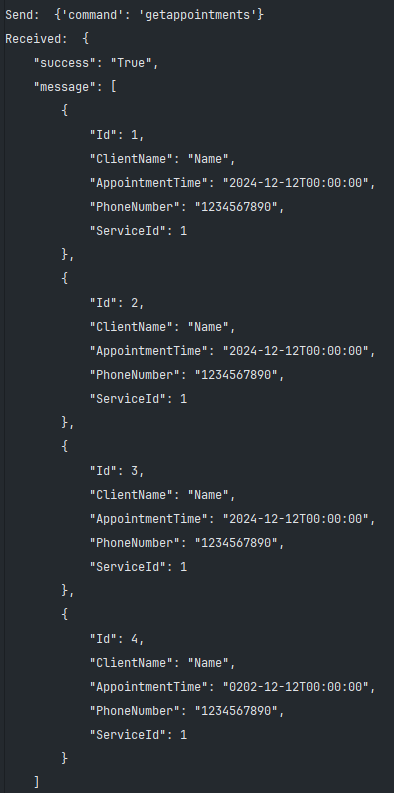 Send:  {'command': 'getappointments'}
Received:  {
    "success": "True",
    "message": [
        {
            "Id": 1,
            "ClientName": "Name",
            "AppointmentTime": "2024-12-12T00:00:00",
            "PhoneNumber": "1234567890",
            "ServiceId": 1
        },
        {
            "Id": 2,
            "ClientName": "Name",
            "AppointmentTime": "2024-12-12T00:00:00",
            "PhoneNumber": "1234567890",
            "ServiceId": 1
        },
        {
            "Id": 3,
            "ClientName": "Name",
            "AppointmentTime": "2024-12-12T00:00:00",
            "PhoneNumber": "1234567890",
            "ServiceId": 1
        },
        {
            "Id": 4,
            "ClientName": "Name",
            "AppointmentTime": "0202-12-12T00:00:00",
            "PhoneNumber": "1234567890",
            "ServiceId": 1
        }
    ]